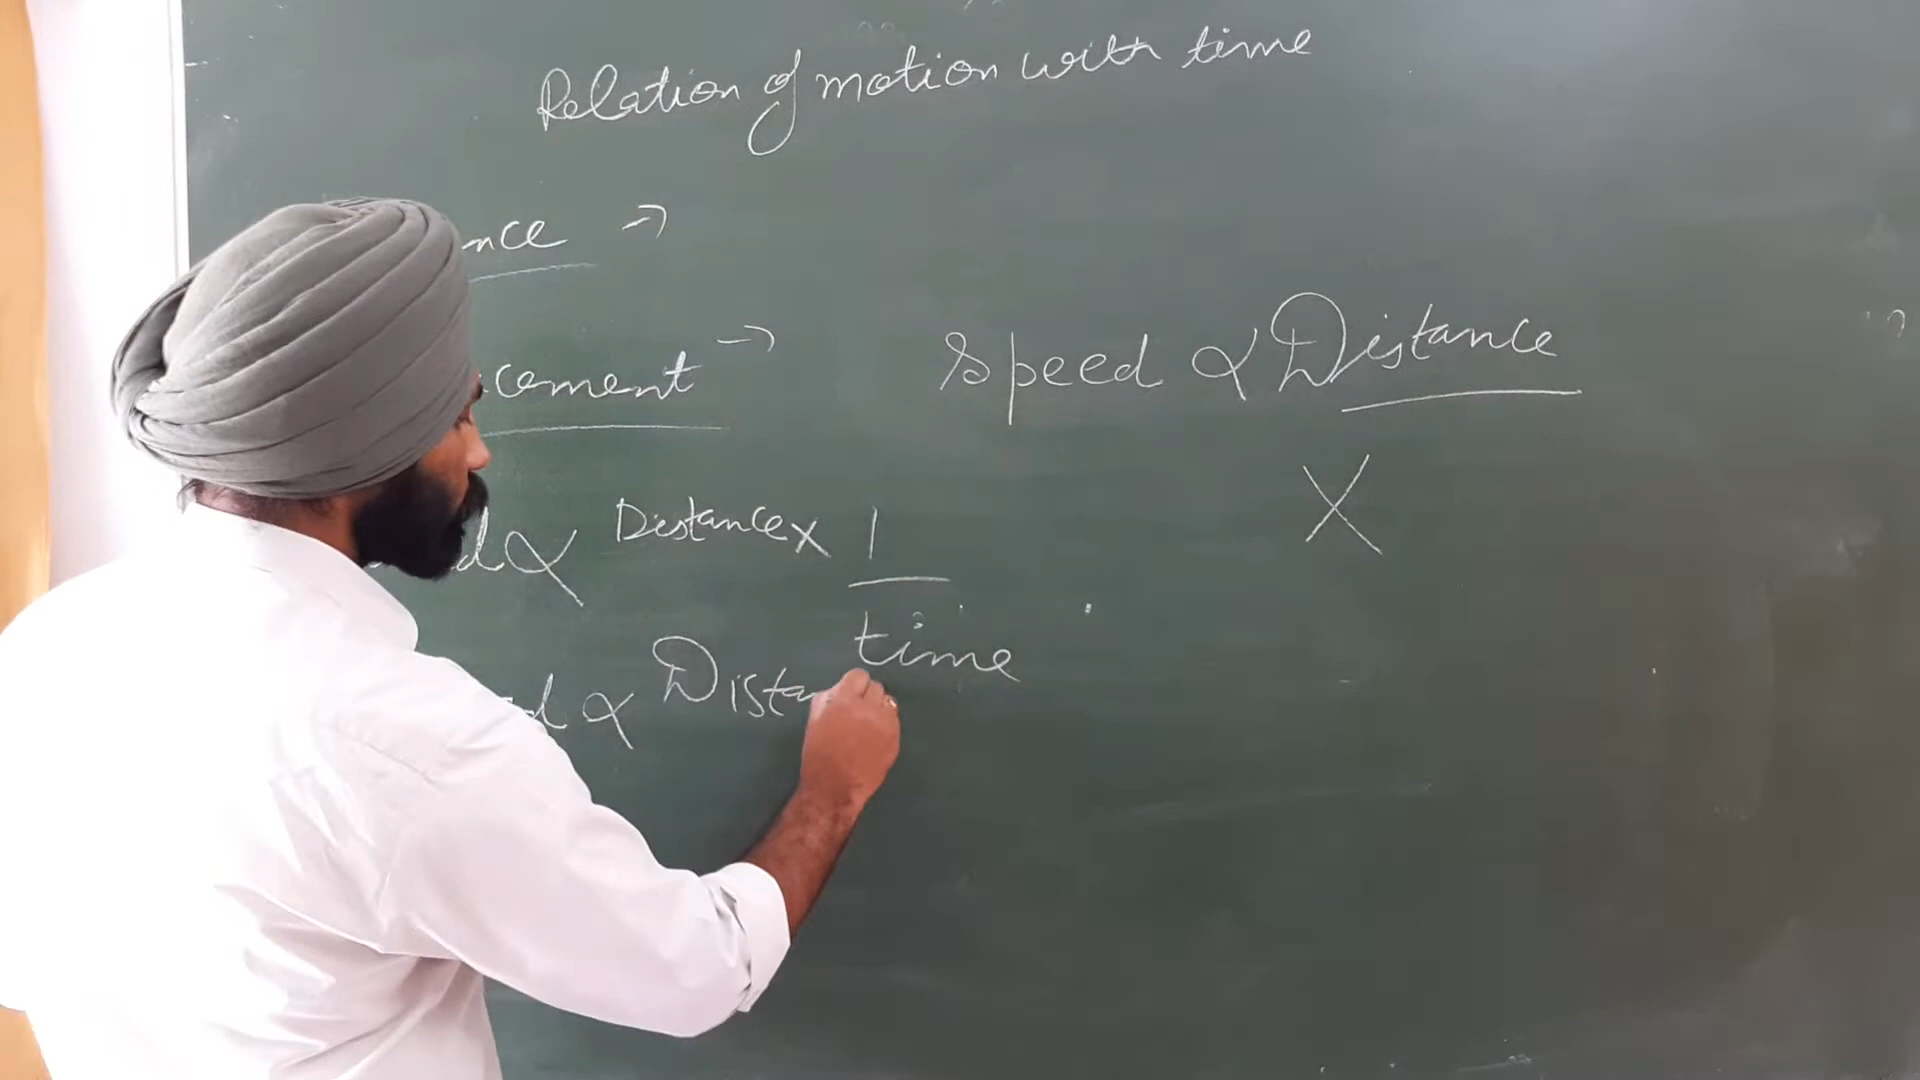 Relation of motion with time
nce →
cement →
Speed ∝ Distance
X
d ∝ Distance × 1
time
d ∝ Dista